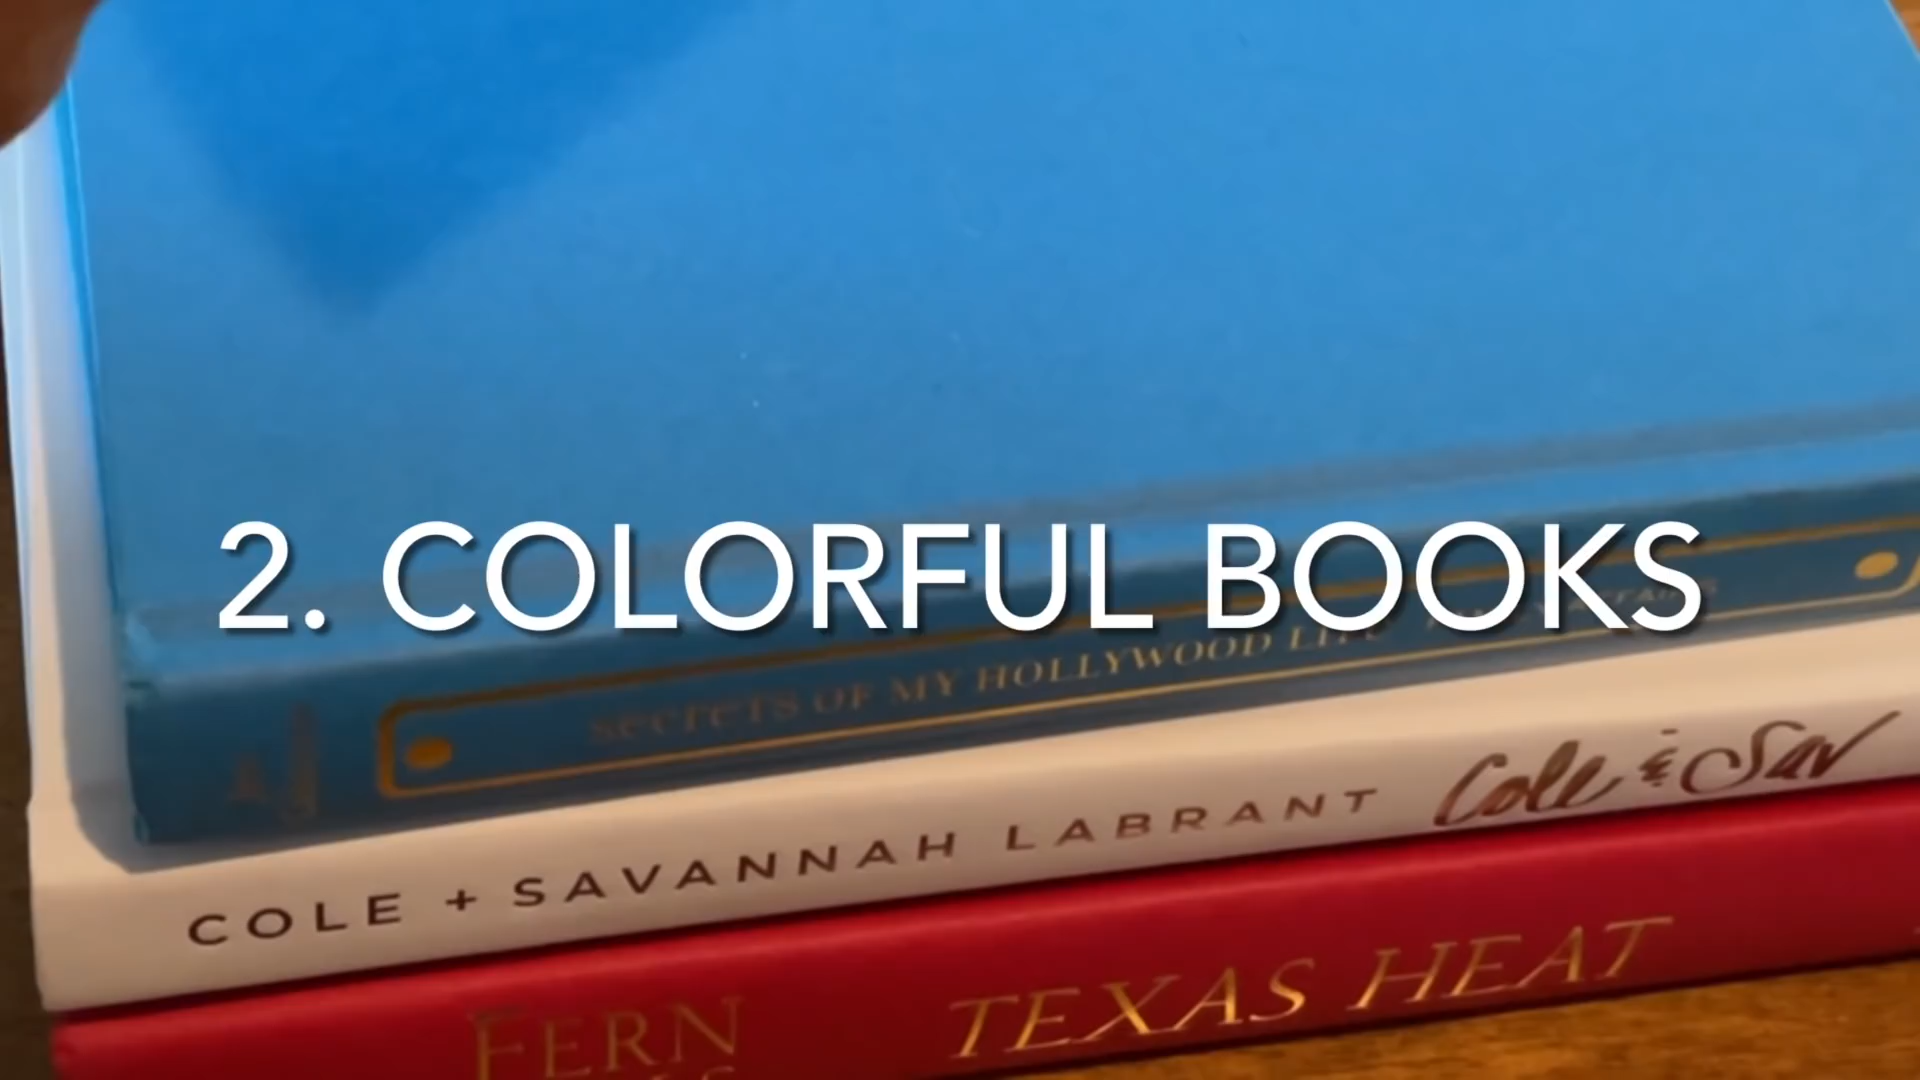 2. COLORFUL BOOKS
secrets OF MY HOLLYWOOD LIFE
COLE + SAVANNAH LABRANT Cole & Sav
FERN TEXAS HEAT